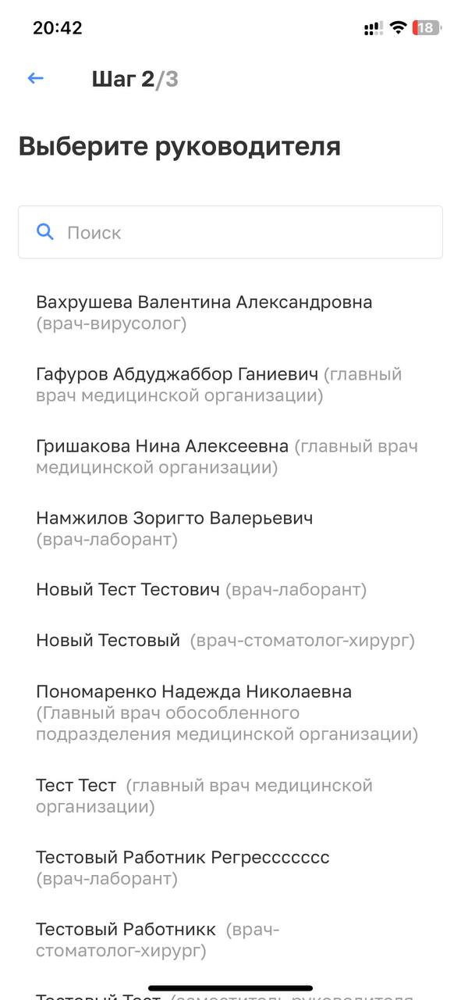 20:42
18
Шаг 2/3
Выберите руководителя
Поиск
Вахрушева Валентина Александровна
(врач-вирусолог)
Гафуров Абдуджаббор Ганиевич (главный
врач медицинской организации)
Гришакова Нина Алексеевна (главный врач
медицинской организации)
Намжилов Зоригто Валерьевич
(врач-лаборант)
Новый Тест Тестович (врач-лаборант)
Новый Тестовый (врач-стоматолог-хирург)
Пономаренко Надежда Николаевна
(Главный врач обособленного
подразделения медицинской организации)
Тест Тест (главный врач медицинской
организации)
Тестовый Работник Регрессссссс
(врач-лаборант)
Тестовый Работникк (врач-
стоматолог-хирург)
Тестовый Тест (заместитель руководителя